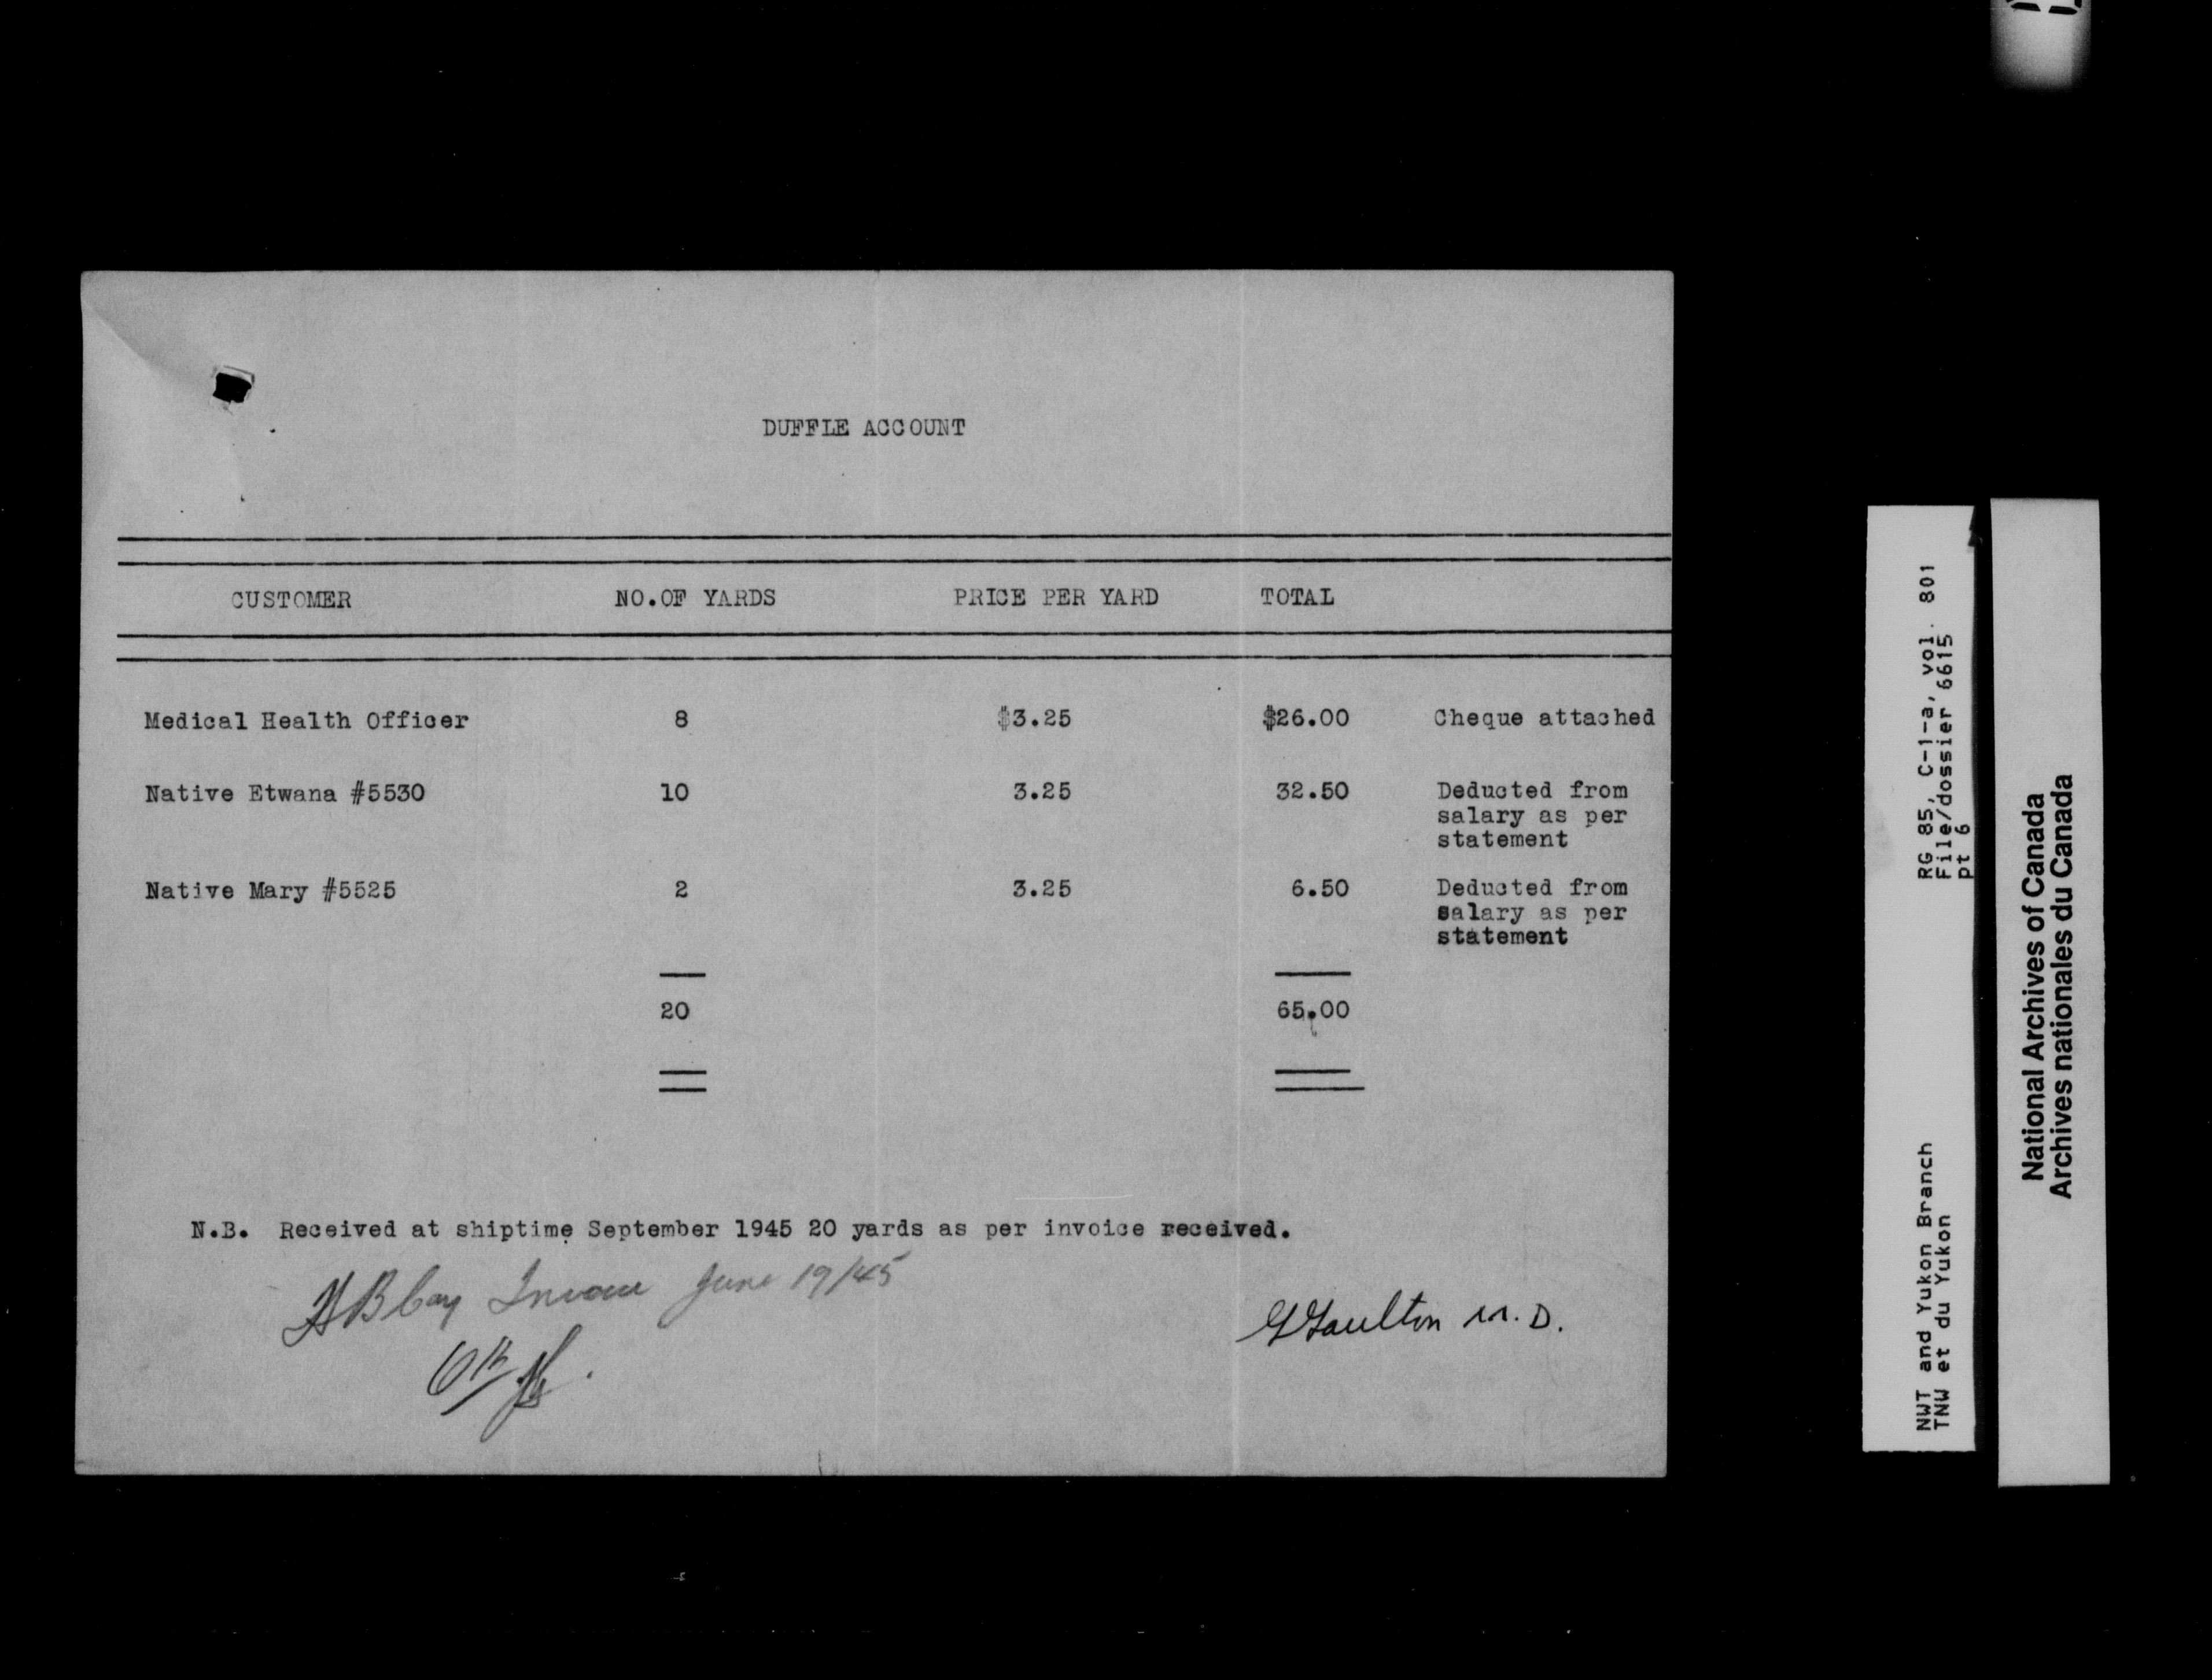 DUFFLE ACCOUNT
CUSTOMER NO.OF YARDS PRICE PER YARD TOTAL
Medical Health Officer 8 $3.25 $26.00 Cheque attached
Native Etwana #5530 10 3.25 32.50 Deducted from
salary as per
statement
Native Mary #5525 2 3.25 6.50 Deducted from
salary as per
statement
20 65.00
N.B. Received at shiptime September 1945 20 yards as per invoice received.
HB Coy Invoice June 19/45
OK
M.D.
RG 85, C-1-a, vol. 801
File/dossier 6615
pt 6
NWT and Yukon Branch
TNW et du Yukon
National Archives of Canada
Archives nationales du Canada